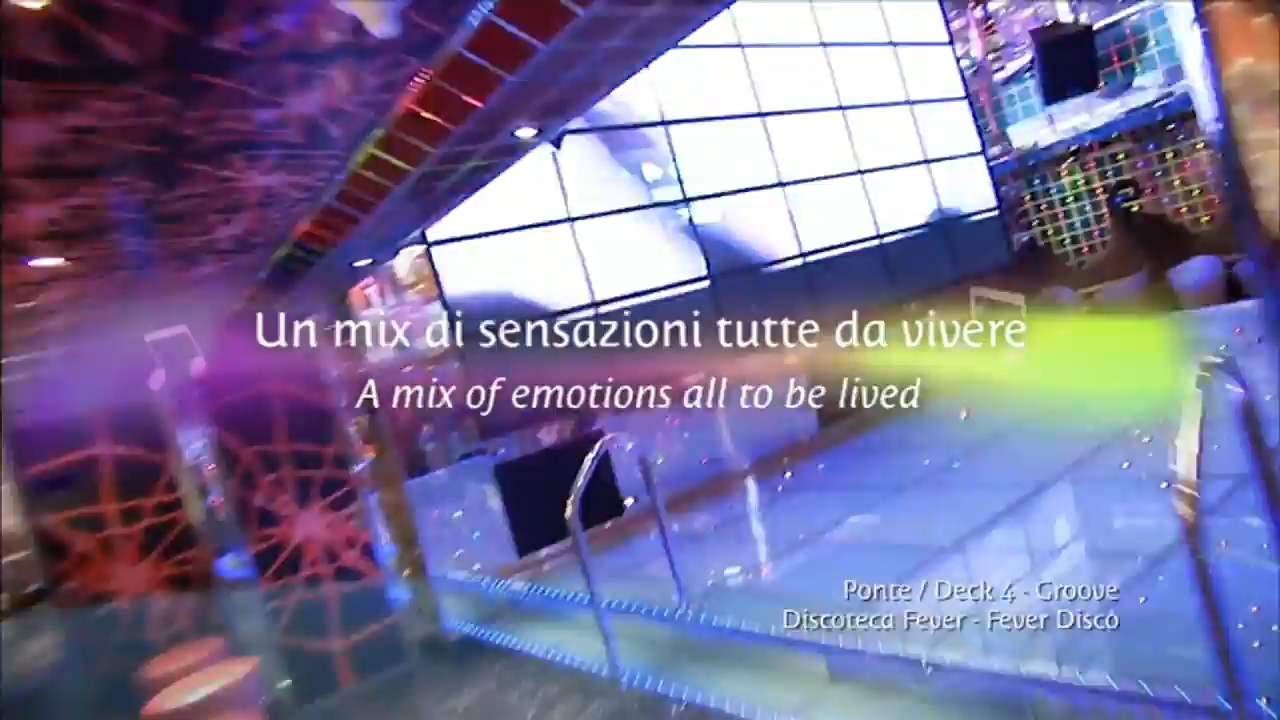 Un mix di sensazioni tutte da vivere
A mix of emotions all to be lived
Ponte / Deck 4 - Groove
Discoteca Fever - Fever Disco